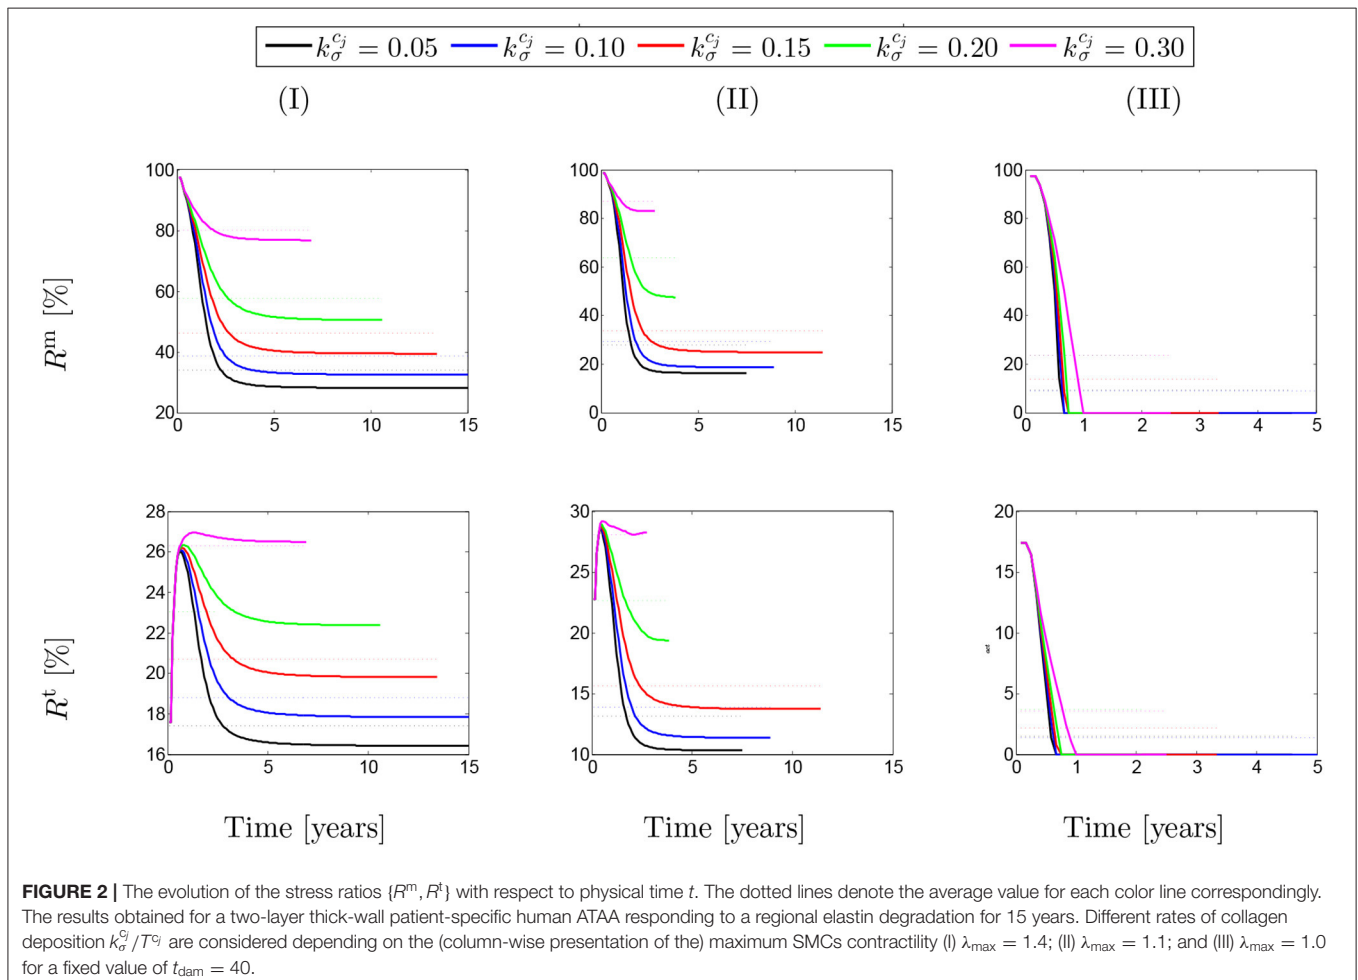 k_σ^{c_j} = 0.05 k_σ^{c_j} = 0.10 k_σ^{c_j} = 0.15 k_σ^{c_j} = 0.20 k_σ^{c_j} = 0.30
(I) (II) (III)
R^m [%]
100
80
60
40
20
0 5 10 15
100
80
60
40
20
0
0 5 10 15
100
80
60
40
20
0
0 1 2 3 4 5
R^t [%]
28
26
24
22
20
18
16
0 5 10 15
30
25
20
15
10
0 5 10 15
20
15
10
5
0
0 1 2 3 4 5
Time [years] Time [years] Time [years]
FIGURE 2 | The evolution of the stress ratios {R^m, R^t} with respect to physical time t. The dotted lines denote the average value for each color line correspondingly.
The results obtained for a two-layer thick-wall patient-specific human ATAA responding to a regional elastin degradation for 15 years. Different rates of collagen
deposition k_σ^{c_j}/T^{c_j} are considered depending on the (column-wise presentation of the) maximum SMCs contractility (I) λ_max = 1.4; (II) λ_max = 1.1; and (III) λ_max = 1.0
for a fixed value of t_dam = 40.